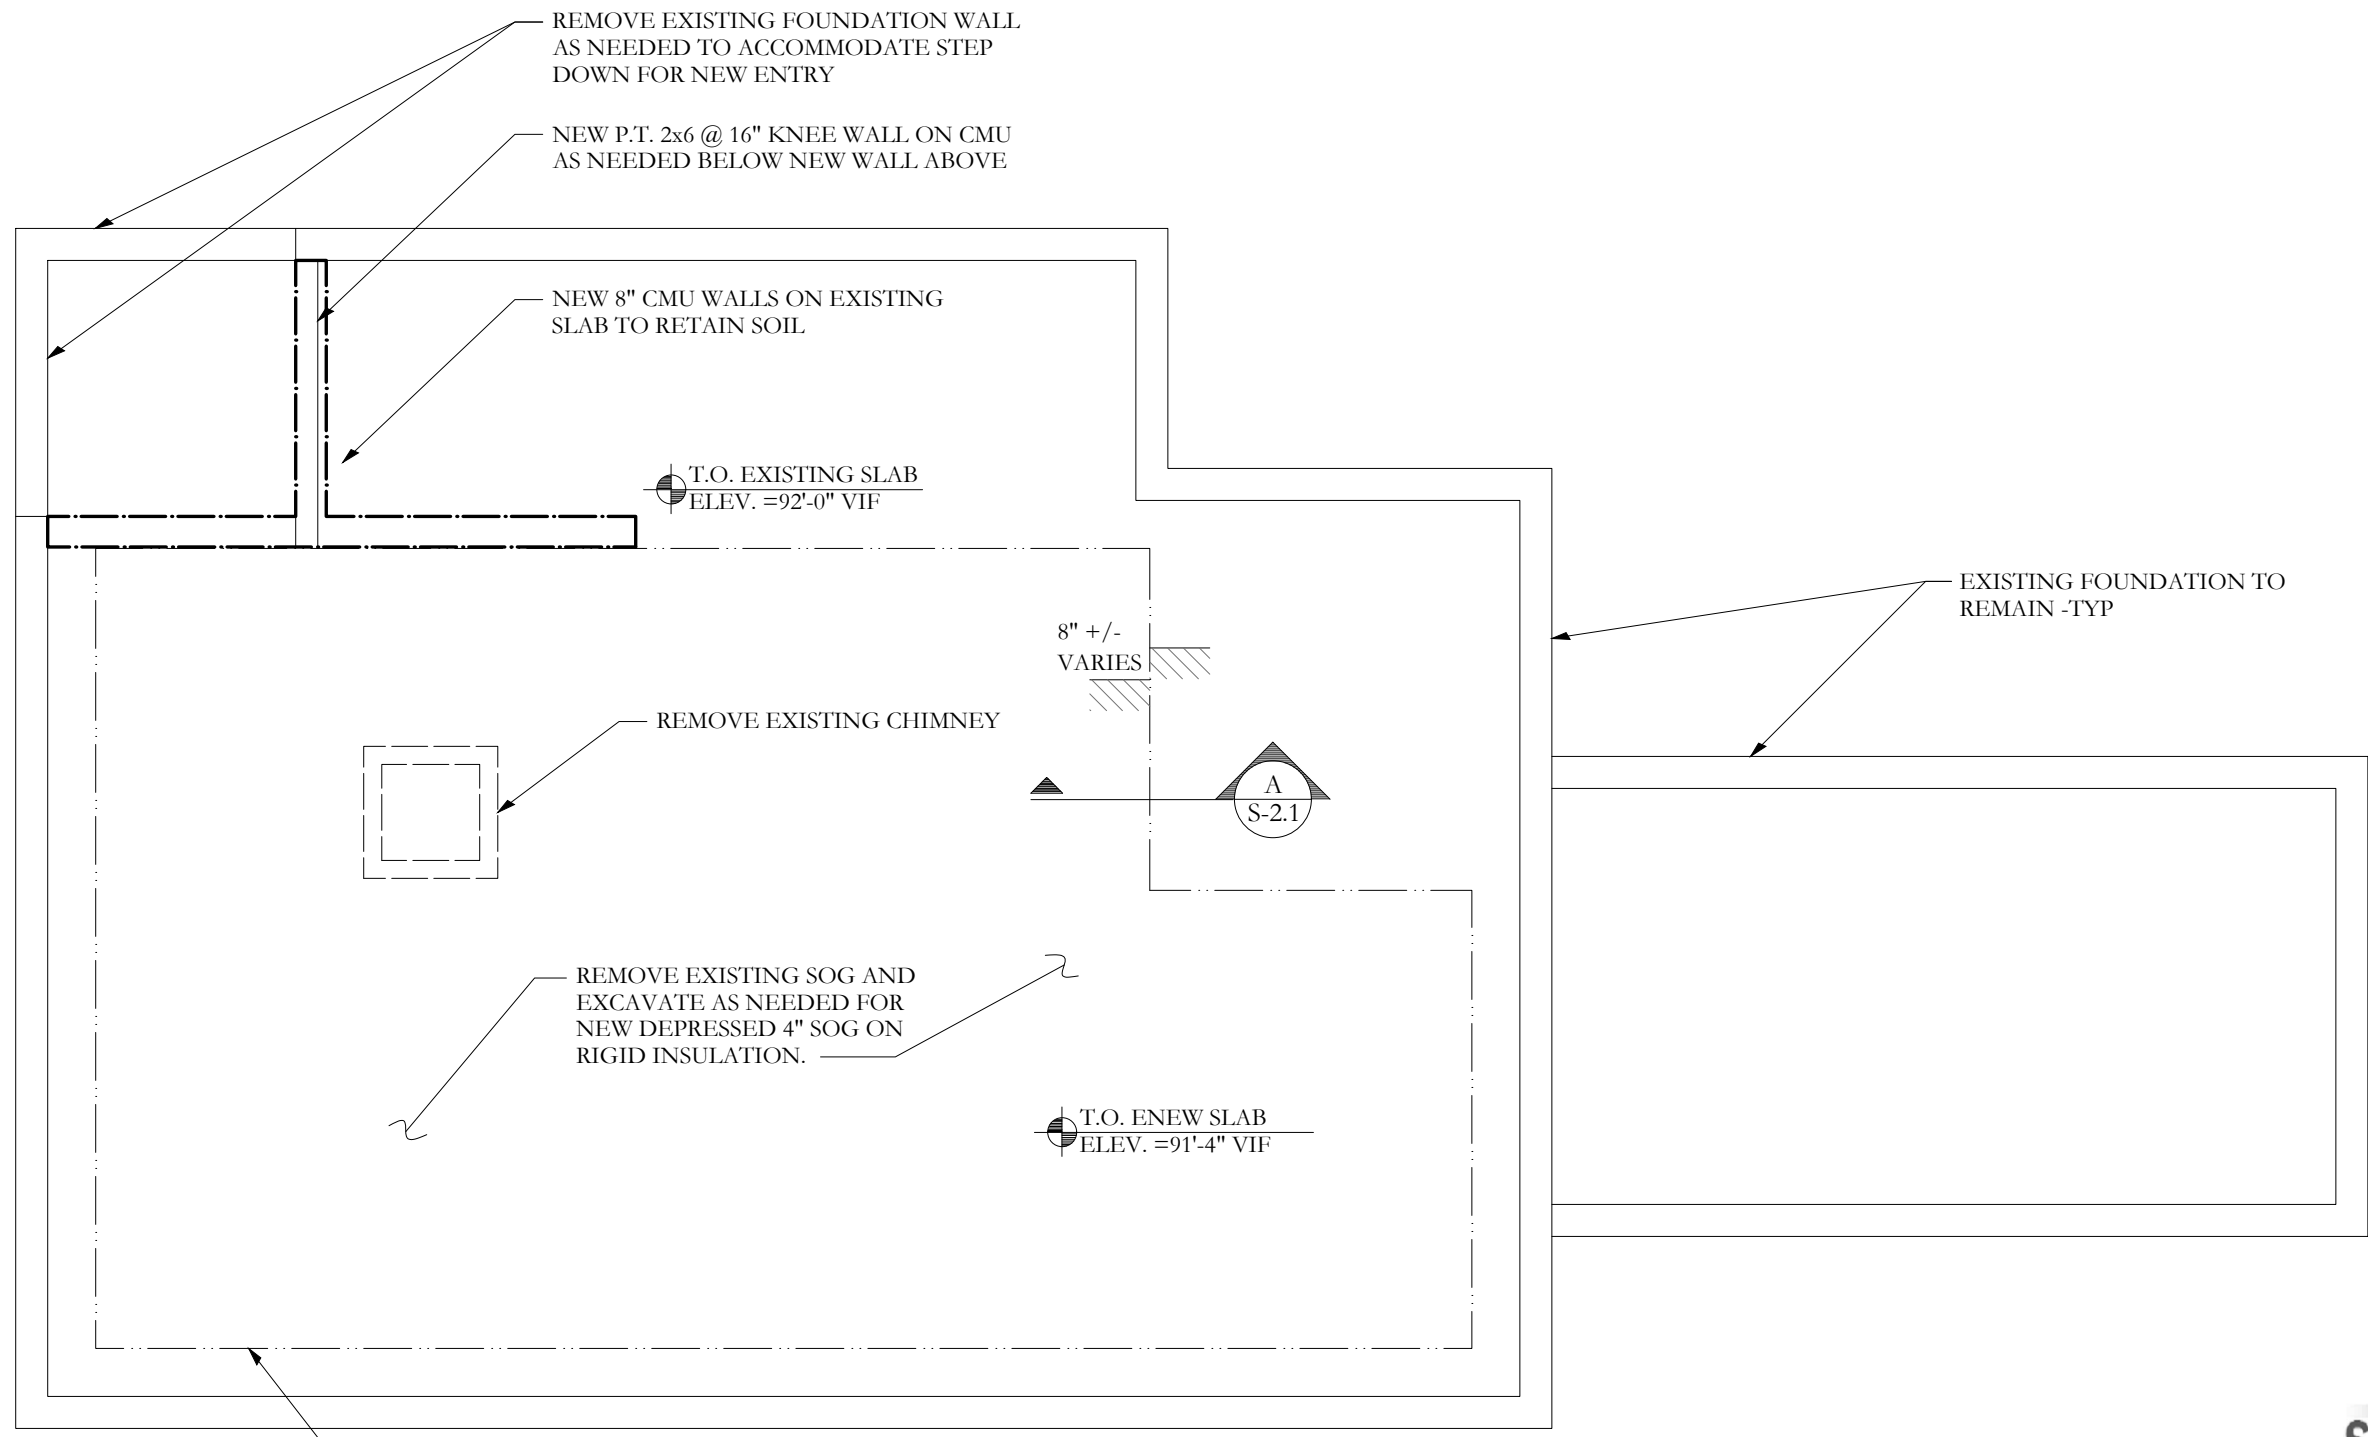 REMOVE EXISTING FOUNDATION WALL
AS NEEDED TO ACCOMMODATE STEP
DOWN FOR NEW ENTRY
NEW P.T. 2x6 @ 16" KNEE WALL ON CMU
AS NEEDED BELOW NEW WALL ABOVE
NEW 8" CMU WALLS ON EXISTING
SLAB TO RETAIN SOIL
T.O. EXISTING SLAB
ELEV. =92'-0" VIF
EXISTING FOUNDATION TO
REMAIN -TYP
8" +/-
VARIES
REMOVE EXISTING CHIMNEY
A
S-2.1
REMOVE EXISTING SOG AND
EXCAVATE AS NEEDED FOR
NEW DEPRESSED 4" SOG ON
RIGID INSULATION.
T.O. ENEW SLAB
ELEV. =91'-4" VIF